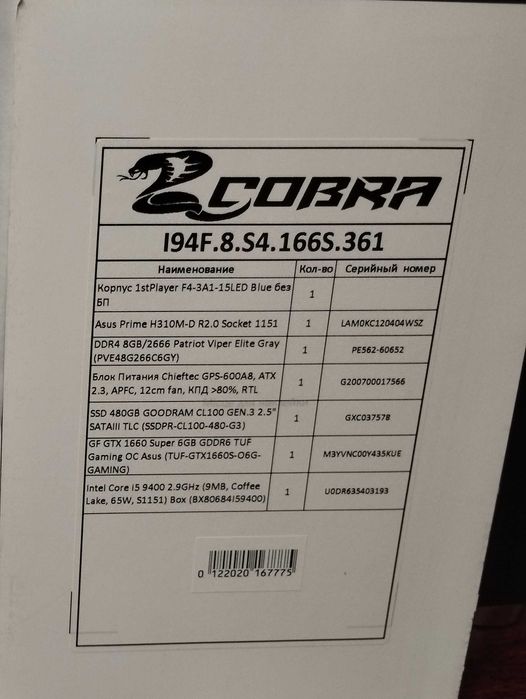 COBRA
I94F.8.S4.166S.361
Наименование Кол-во Серийный номер
Корпус 1stPlayer F4-3A1-15LED Blue без
БП
1
Asus Prime H310M-D R2.0 Socket 1151 1 LAM0KC120404WSZ
DDR4 8GB/2666 Patriot Viper Elite Gray
(PVE48G266C6GY)
1 PE562-60652
Блок Питания Chieftec GPS-600A8, ATX
2.3, APFC, 12cm fan, КПД >80%, RTL
1 G200700017566
SSD 480GB GOODRAM CL100 GEN.3 2.5"
SATAIII TLC (SSDPR-CL100-480-G3)
1 GXC037578
GF GTX 1660 Super 6GB GDDR6 TUF
Gaming OC Asus (TUF-GTX1660S-O6G-
GAMING)
1 M3YVNC00Y435KUE
Intel Core i5 9400 2.9GHz (9MB, Coffee
Lake, 65W, S1151) Box (BX80684I59400)
1 U0DR635403193
0 122020 167775